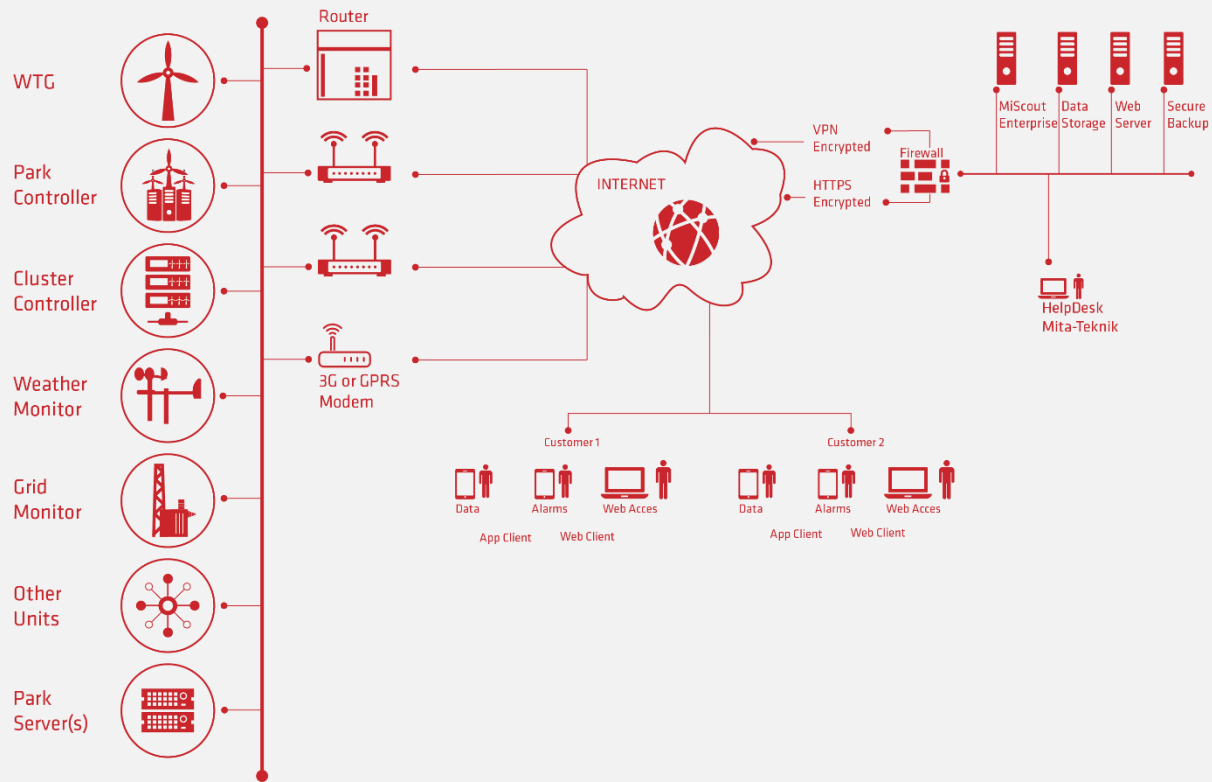 WTG
Park
Controller
Cluster
Controller
Weather
Monitor
Grid
Monitor
Other
Units
Park
Server(s)
Router
3G or GPRS
Modem
INTERNET
VPN
Encrypted
HTTPS
Encrypted
Firewall
MiScout
Enterprise
Data
Storage
Web
Server
Secure
Backup
HelpDesk
Mita-Teknik
Customer 1
Data
Alarms
Web Acces
App Client
Web Client
Customer 2
Data
Alarms
Web Acces
App Client
Web Client